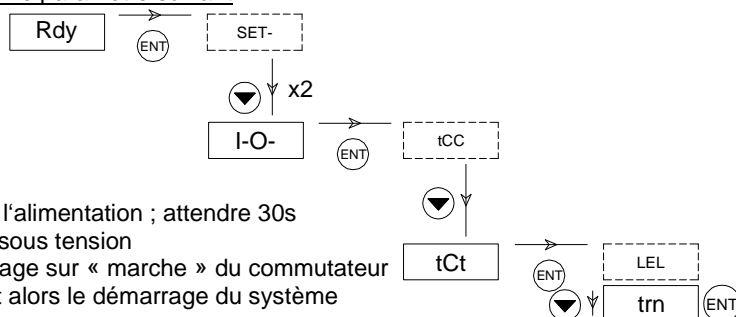 Rdy
ENT
SET-
x2
I-O-
ENT
tCC
l‘alimentation ; attendre 30s
sous tension
age sur « marche » du commutateur
t alors le démarrage du système
tCt
ENT
LEL
trn
ENT